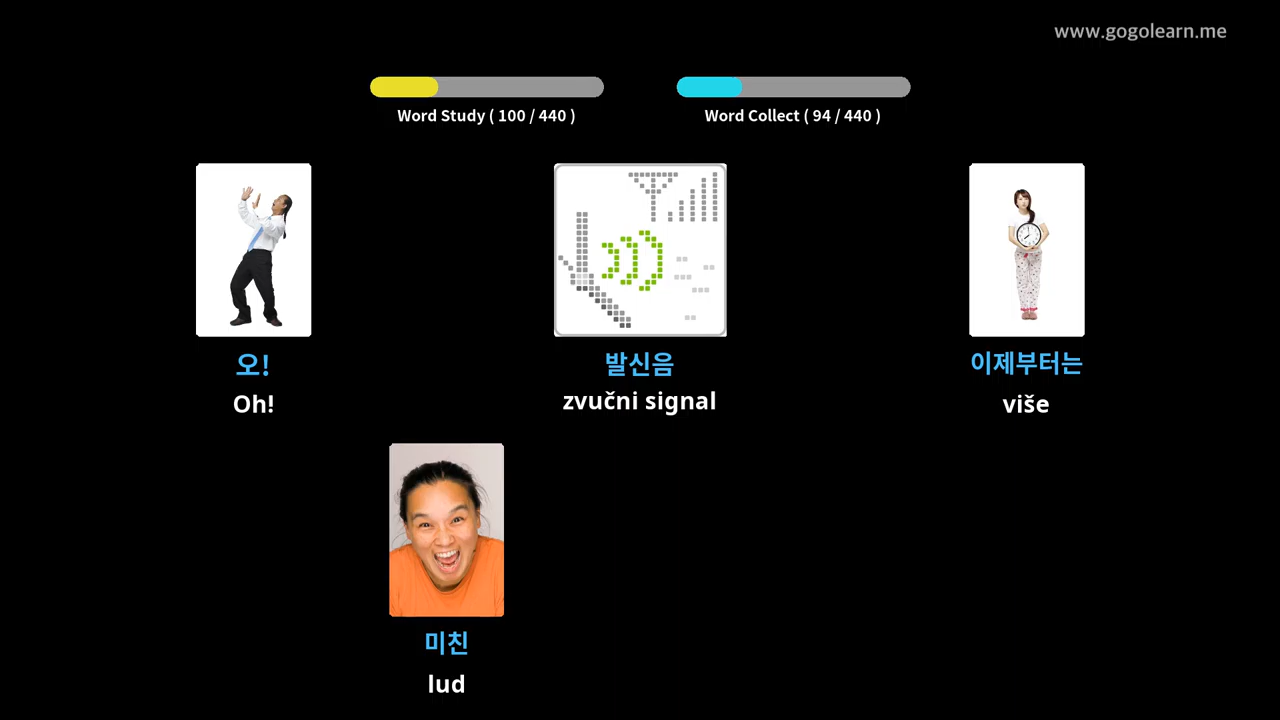 www.gogolearn.me
Word Study ( 100 / 440 )
Word Collect ( 94 / 440 )
오!
Oh!
발신음
zvučni signal
이제부터는
više
미친
lud